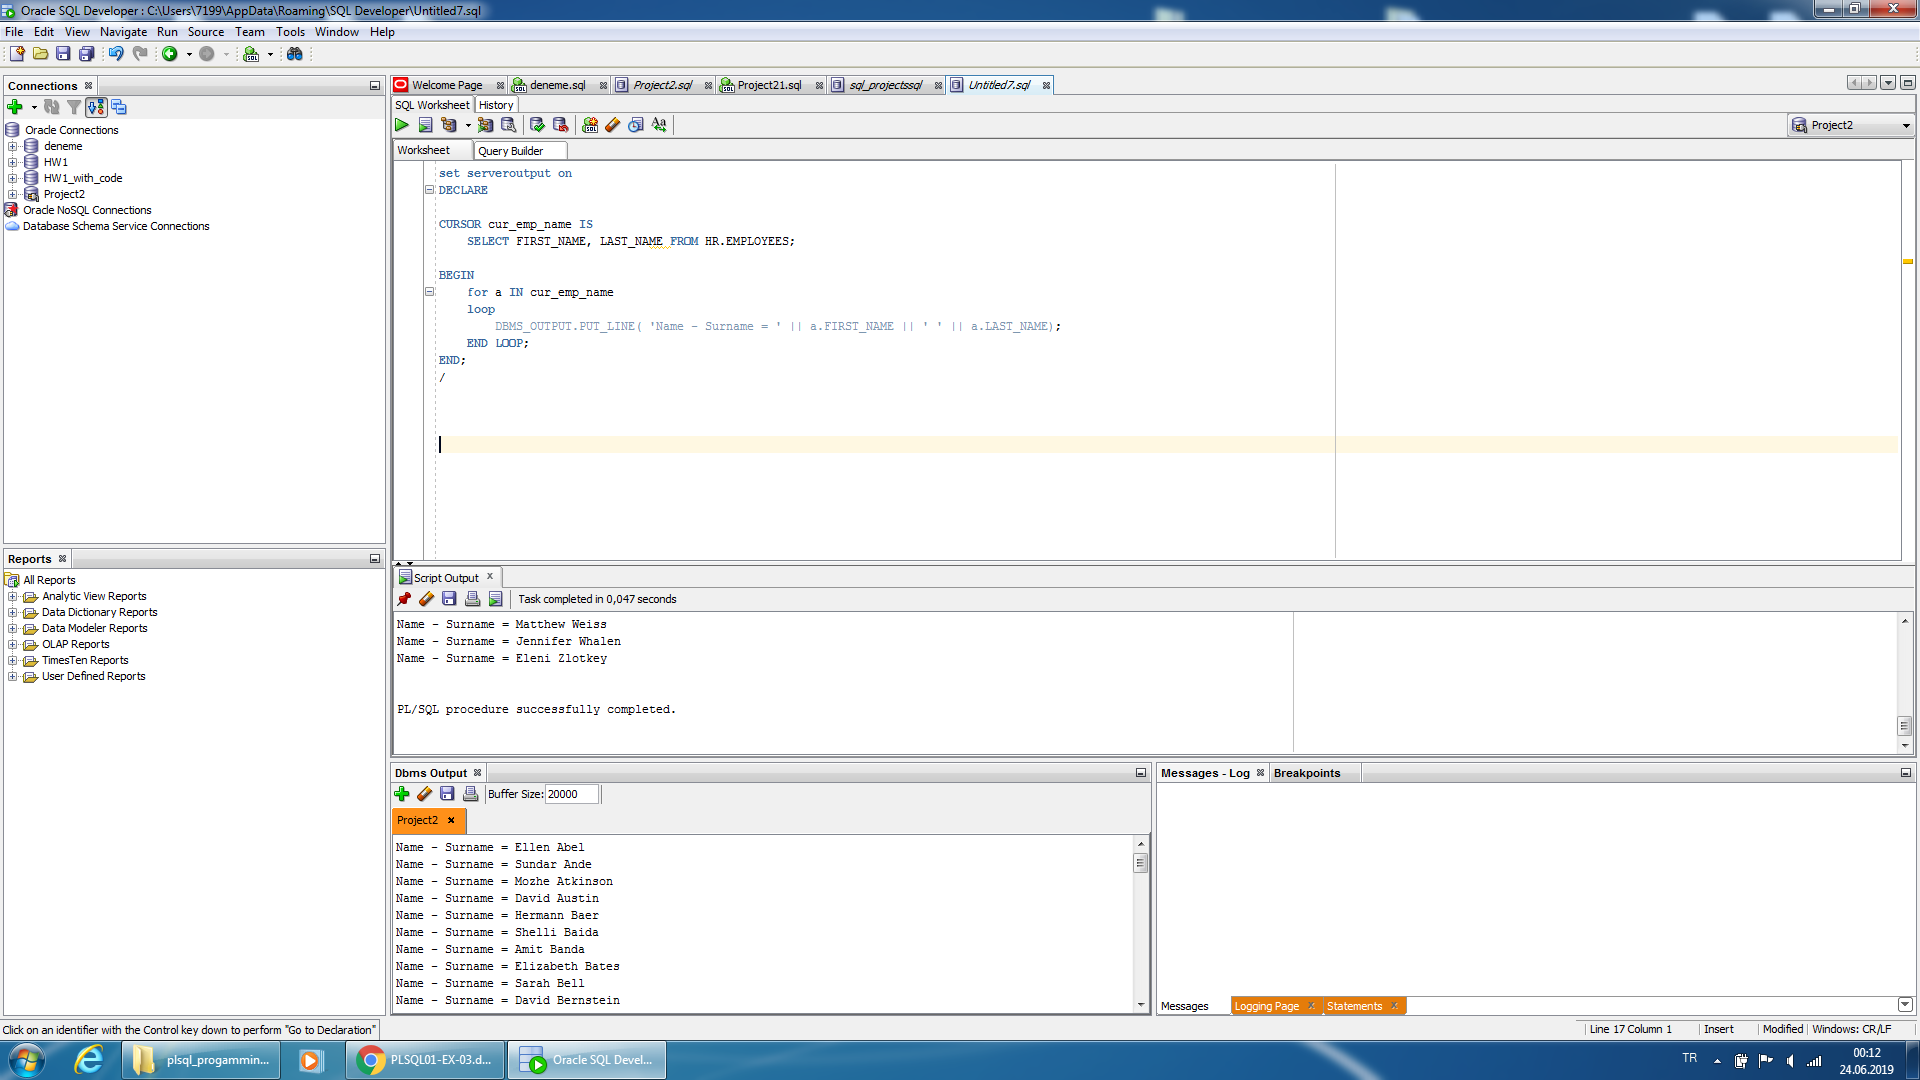 Oracle SQL Developer : C:\Users\7199\AppData\Roaming\SQL Developer\Untitled7.sql
File Edit View Navigate Run Source Team Tools Window Help
Connections
Oracle Connections
deneme
HW1
HW1_with_code
Project2
Oracle NoSQL Connections
Database Schema Service Connections
Reports
All Reports
Analytic View Reports
Data Dictionary Reports
Data Modeler Reports
OLAP Reports
TimesTen Reports
User Defined Reports
Welcome Page deneme.sql Project2.sql Project21.sql sql_projectssql Untitled7.sql
SQL Worksheet History
Project2
Worksheet Query Builder
set serveroutput on
DECLARE
CURSOR cur_emp_name IS
SELECT FIRST_NAME, LAST_NAME FROM HR.EMPLOYEES;
BEGIN
for a IN cur_emp_name
loop
DBMS_OUTPUT.PUT_LINE( 'Name - Surname = ' || a.FIRST_NAME || ' ' || a.LAST_NAME);
END LOOP;
END;
/
Script Output
Task completed in 0,047 seconds
Name - Surname = Matthew Weiss
Name - Surname = Jennifer Whalen
Name - Surname = Eleni Zlotkey
PL/SQL procedure successfully completed.
Dbms Output
Buffer Size: 20000
Project2
Name - Surname = Ellen Abel
Name - Surname = Sundar Ande
Name - Surname = Mozhe Atkinson
Name - Surname = David Austin
Name - Surname = Hermann Baer
Name - Surname = Shelli Baida
Name - Surname = Amit Banda
Name - Surname = Elizabeth Bates
Name - Surname = Sarah Bell
Name - Surname = David Bernstein
Messages - Log Breakpoints
Messages Logging Page Statements
Click on an identifier with the Control key down to perform "Go to Declaration"
Line 17 Column 1 Insert Modified Windows: CR/LF
plsql_progammin... PLSQL01-EX-03.d... Oracle SQL Devel...
TR
00:12
24.06.2019